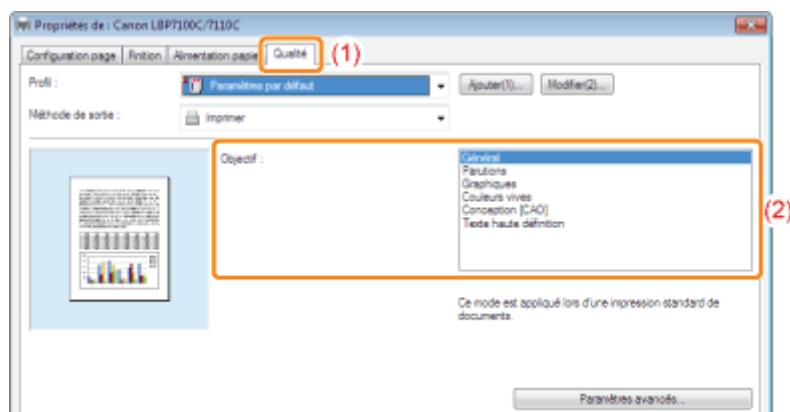 Propriétés de : Canon LBP7100C/7110C
Configuration page Finition Alimentation papier Qualité (1)
Profil : Paramètres par défaut Ajouter(1)... Modifier(2)...
Méthode de sortie : Imprimer
Objectif : Général
Parutions
Graphiques
Couleurs vives
Conception [CAO]
Texte haute définition
(2)
Ce mode est appliqué lors d'une impression standard de
documents.
Paramètres avancés...